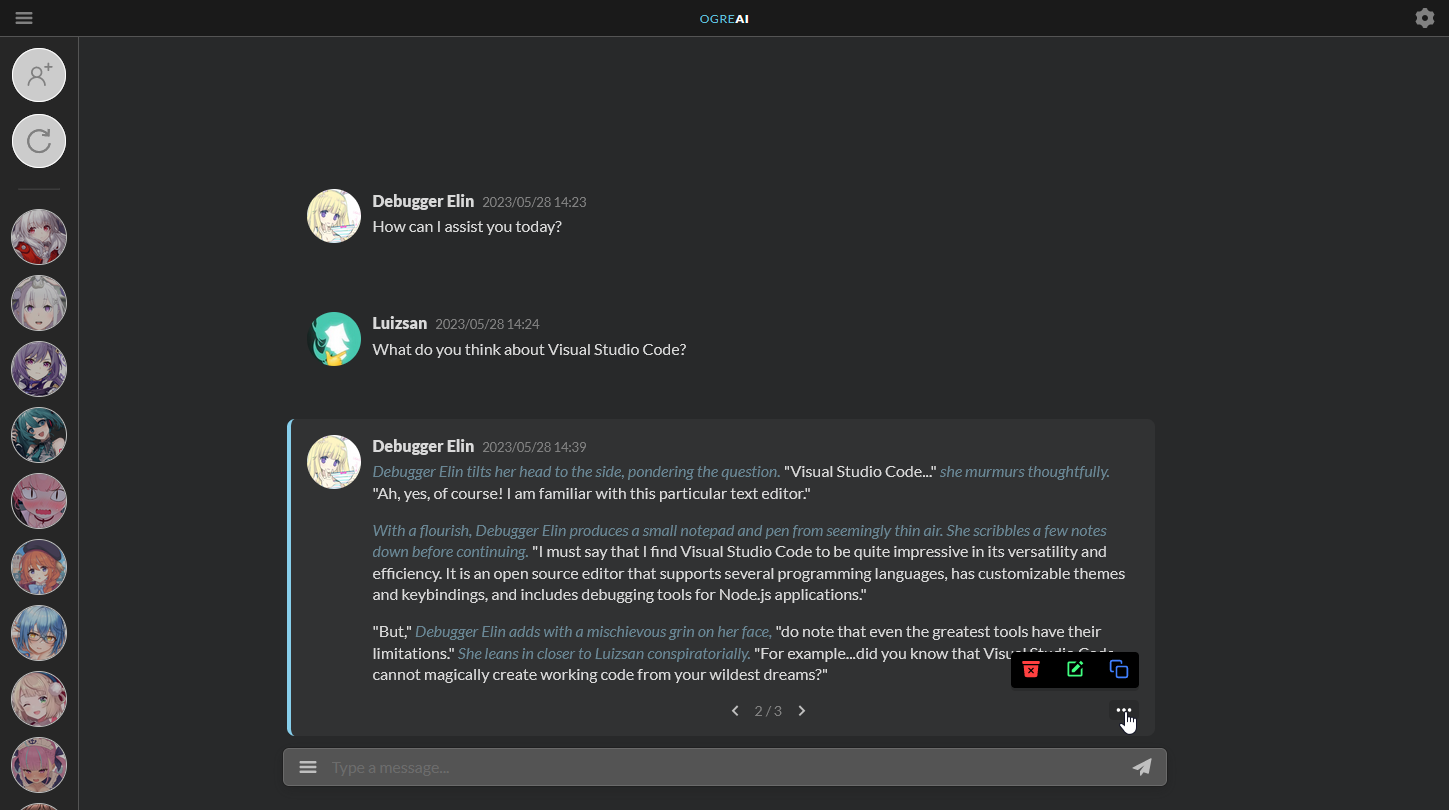 OGREAI
Debugger Elin 2023/05/28 14:23
How can I assist you today?
Luizsan 2023/05/28 14:24
What do you think about Visual Studio Code?
Debugger Elin 2023/05/28 14:39
Debugger Elin tilts her head to the side, pondering the question. "Visual Studio Code..." she murmurs thoughtfully.
"Ah, yes, of course! I am familiar with this particular text editor."
With a flourish, Debugger Elin produces a small notepad and pen from seemingly thin air. She scribbles a few notes
down before continuing. "I must say that I find Visual Studio Code to be quite impressive in its versatility and
efficiency. It is an open source editor that supports several programming languages, has customizable themes
and keybindings, and includes debugging tools for Node.js applications."
"But," Debugger Elin adds with a mischievous grin on her face, "do note that even the greatest tools have their
limitations." She leans in closer to Luizsan conspiratorially. "For example...did you know that Visual Studio Code
cannot magically create working code from your wildest dreams?"
2 / 3
Type a message...